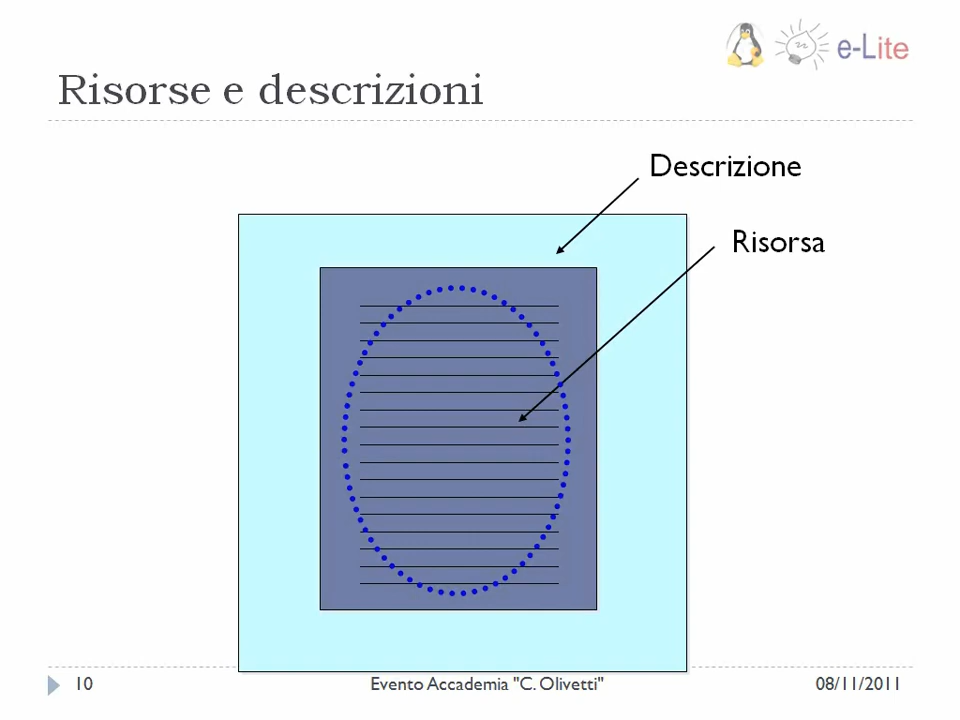 e-Lite
Risorse e descrizioni
Descrizione
Risorsa
10
Evento Accademia "C. Olivetti"
08/11/2011